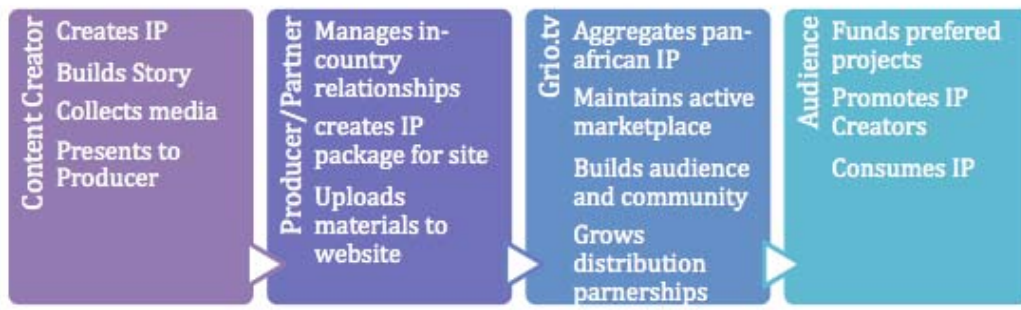 Content Creator
Creates IP
Builds Story
Collects media
Presents to
Producer
Producer/Partner
Manages in-
country
relationships
creates IP
package for site
Uploads
materials to
website
Grio.tv
Aggregates pan-
african IP
Maintains active
marketplace
Builds audience
and community
Grows
distribution
parnerships
Audience
Funds prefered
projects
Promotes IP
Creators
Consumes IP